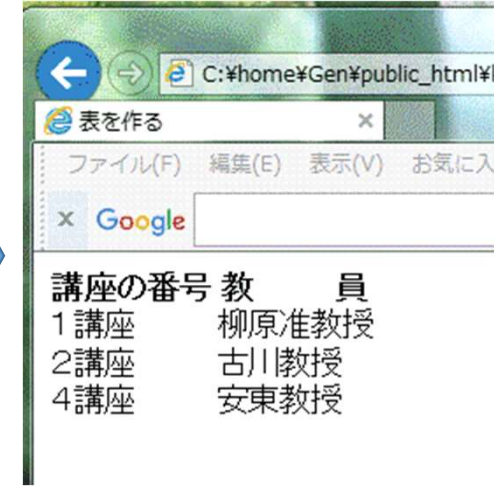 C:¥home¥Gen¥public_html¥
表を作る ×
ファイル(F) 編集(E) 表示(V) お気に入
× Google
講座の番号 教　　員
1講座 柳原准教授
2講座 古川教授
4講座 安東教授